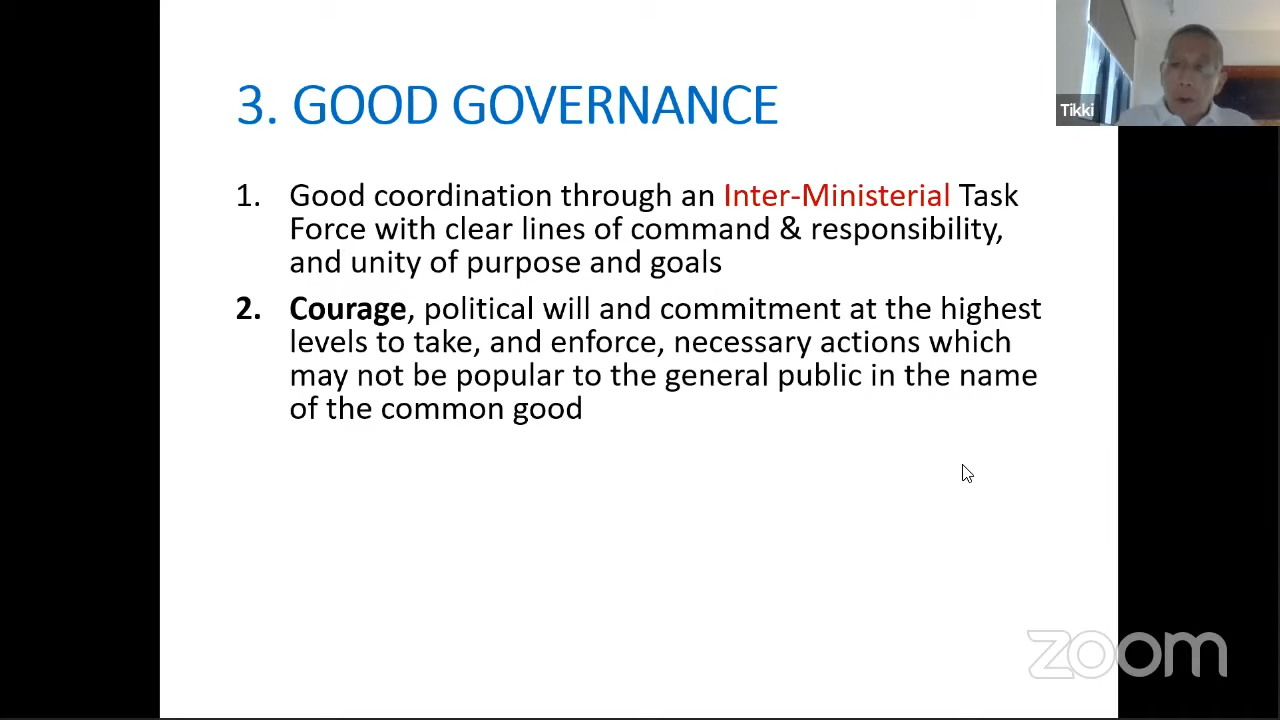 3. GOOD GOVERNANCE
Tikki
1. Good coordination through an Inter-Ministerial Task
Force with clear lines of command & responsibility,
and unity of purpose and goals
2. Courage, political will and commitment at the highest
levels to take, and enforce, necessary actions which
may not be popular to the general public in the name
of the common good
zoom